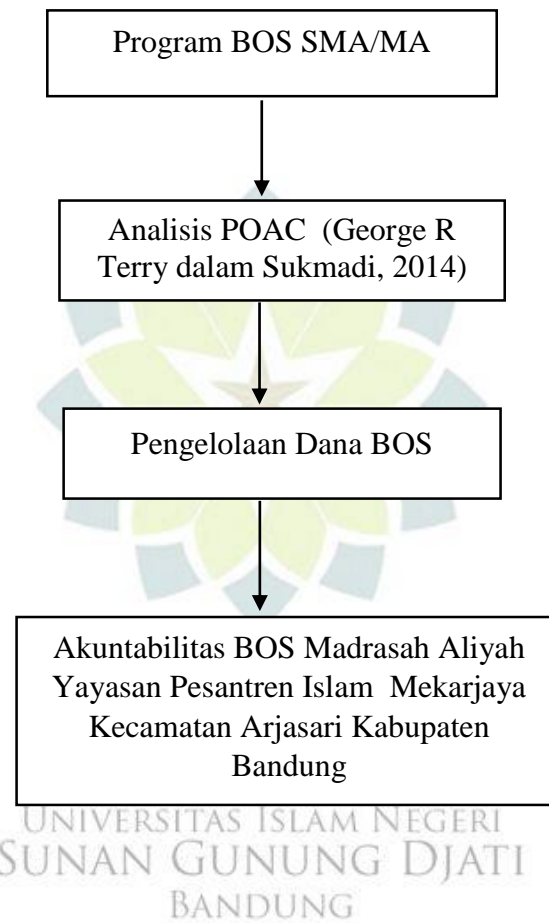 Program BOS SMA/MA
Analisis POAC (George R
Terry dalam Sukmadi, 2014)
Pengelolaan Dana BOS
Akuntabilitas BOS Madrasah Aliyah
Yayasan Pesantren Islam Mekarjaya
Kecamatan Arjasari Kabupaten
Bandung
UNIVERSITAS ISLAM NEGERI
SUNAN GUNUNG DJATI
BANDUNG